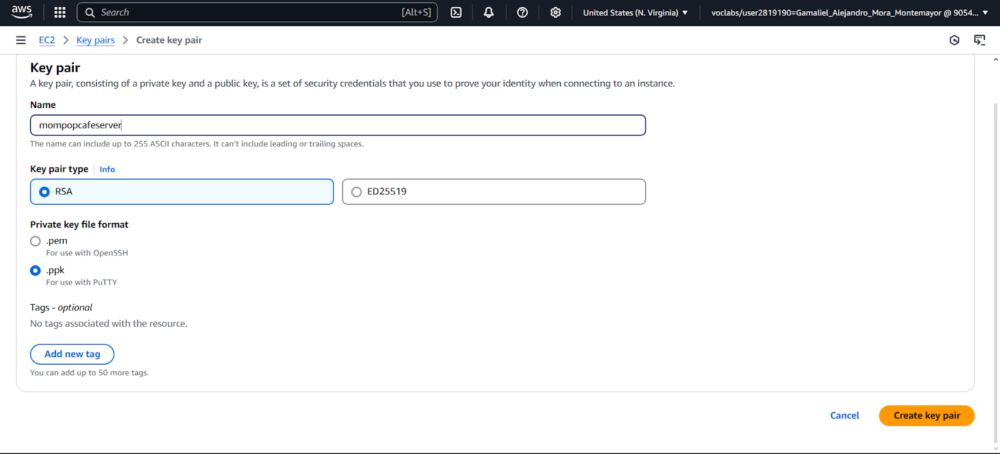 aws
Search [Alt+S] United States (N. Virginia) voclabs/user2819190=Gamaliel_Alejandro_Mora_Montemayor @ 9054...
EC2 > Key pairs > Create key pair
Key pair
A key pair, consisting of a private key and a public key, is a set of security credentials that you use to prove your identity when connecting to an instance.
Name
mompopcafeserver
The name can include up to 255 ASCII characters. It can't include leading or trailing spaces.
Key pair type Info
RSA ED25519
Private key file format
.pem
For use with OpenSSH
.ppk
For use with PuTTY
Tags - optional
No tags associated with the resource.
Add new tag
You can add up to 50 more tags.
Cancel Create key pair